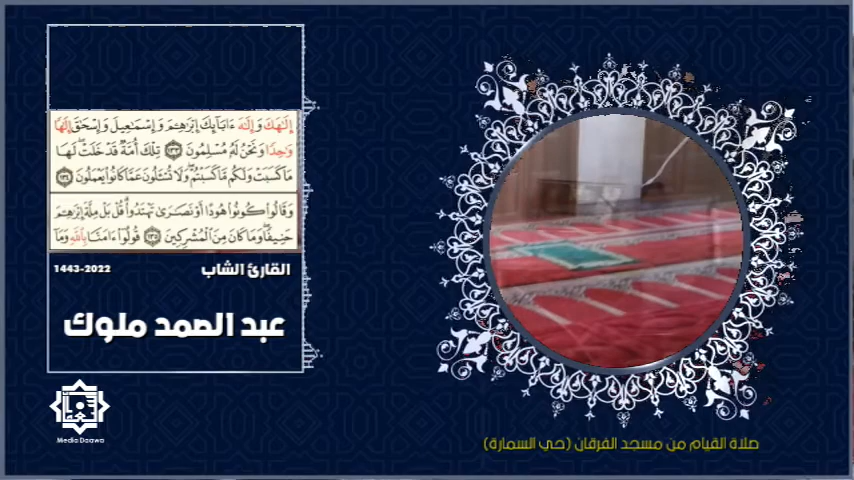 إِلَٰهَكَ وَإِلَٰهَ ءَابَآئِكَ إِبْرَٰهِـۧمَ وَإِسْمَٰعِيلَ وَإِسْحَٰقَ إِلَٰهًا
وَٰحِدًا وَنَحْنُ لَهُۥ مُسْلِمُونَ ١٣٣ تِلْكَ أُمَّةٌ قَدْ خَلَتْ لَهَا
مَا كَسَبَتْ وَلَكُم مَّا كَسَبْتُمْ وَلَا تُسْـَٔلُونَ عَمَّا كَانُوا۟ يَعْمَلُونَ ١٣٤
وَقَالُوا۟ كُونُوا۟ هُودًا أَوْ نَصَٰرَىٰ تَهْتَدُوا۟ قُلْ بَلْ مِلَّةَ إِبْرَٰهِـۧمَ
حَنِيفًا وَمَا كَانَ مِنَ ٱلْمُشْرِكِينَ ١٣٥ قُولُوٓا۟ ءَامَنَّا بِٱللَّهِ وَمَآ
القارئ الشاب
1443-2022
عبد الصمد ملوك
Media Daawa
صلاة القيام من مسجد الفرقان (حي السمارة)